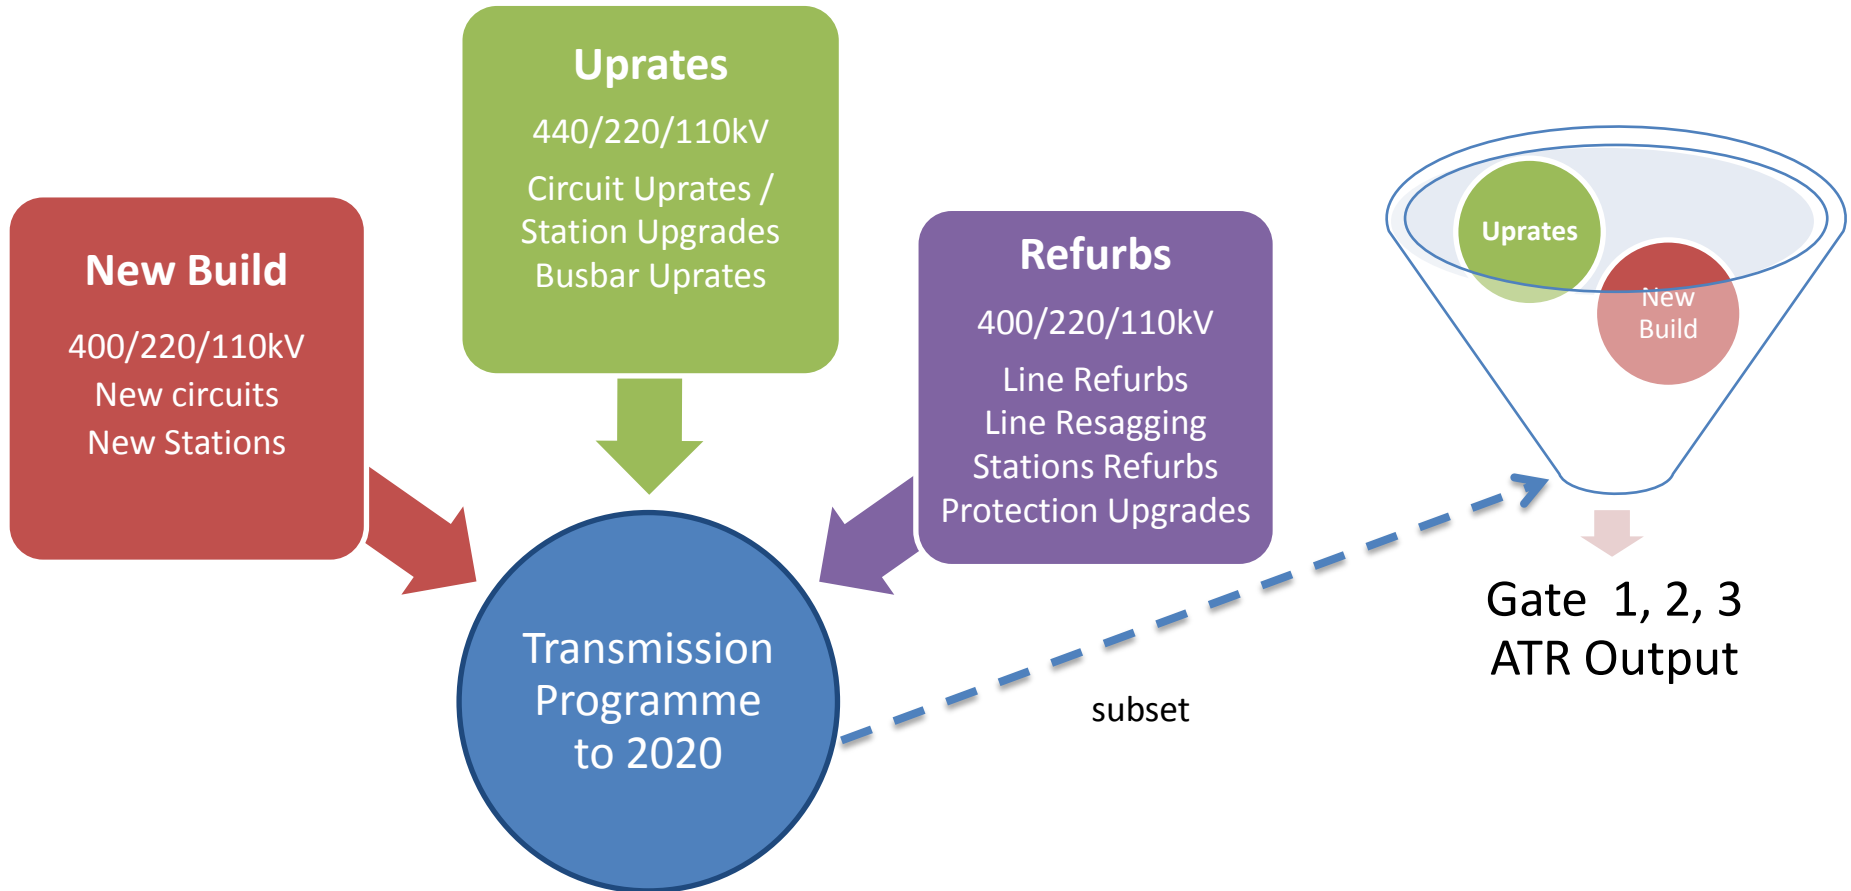 New Build
400/220/110kV
New circuits
New Stations
Uprates
440/220/110kV
Circuit Uprates /
Station Upgrades
Busbar Uprates
Refurbs
400/220/110kV
Line Refurbs
Line Resagging
Stations Refurbs
Protection Upgrades
Transmission
Programme
to 2020
subset
Uprates
New
Build
Gate 1, 2, 3
ATR Output